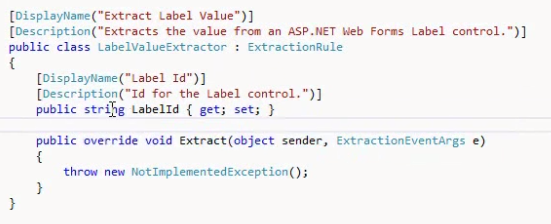 [DisplayName("Extract Label Value")]
[Description("Extracts the value from an ASP.NET Web Forms Label control.")]
public class LabelValueExtractor : ExtractionRule
{
    [DisplayName("Label Id")]
    [Description("Id for the Label control.")]
    public string LabelId { get; set; }
    public override void Extract(object sender, ExtractionEventArgs e)
    {
        throw new NotImplementedException();
    }
}